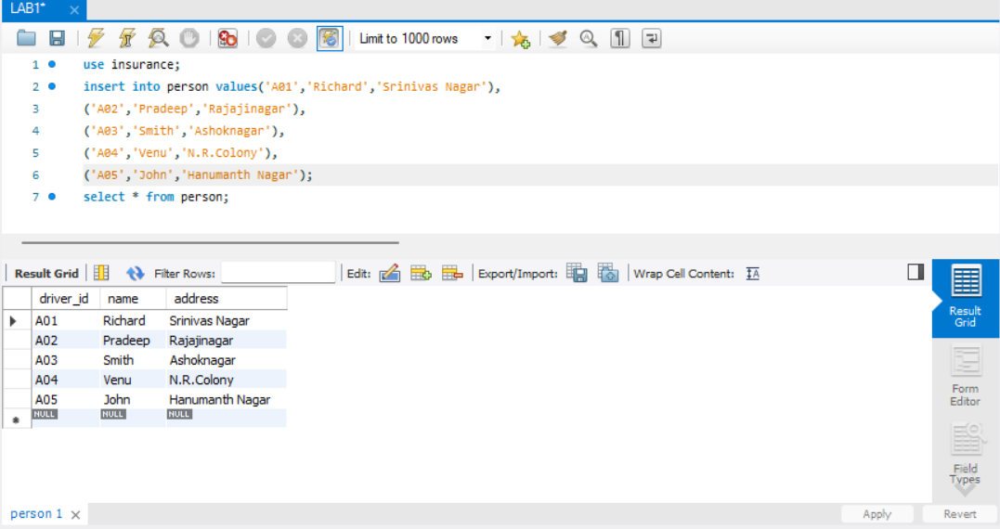 LAB1* ×
Limit to 1000 rows
1 use insurance;
2 insert into person values('A01','Richard','Srinivas Nagar'),
3 ('A02','Pradeep','Rajajinagar'),
4 ('A03','Smith','Ashoknagar'),
5 ('A04','Venu','N.R.Colony'),
6 ('A05','John','Hanumanth Nagar');
7 select * from person;
Result Grid Filter Rows: Edit: Export/Import: Wrap Cell Content:
driver_id name address
A01 Richard Srinivas Nagar
A02 Pradeep Rajajinagar
A03 Smith Ashoknagar
A04 Venu N.R.Colony
A05 John Hanumanth Nagar
NULL NULL NULL
Result
Grid
Form
Editor
Field
Types
person 1 × Apply Revert